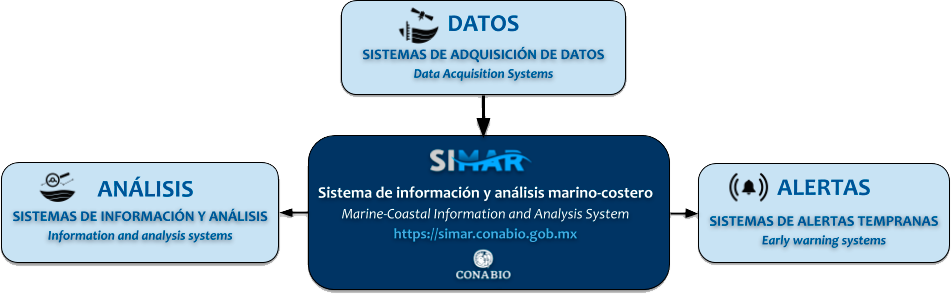 DATOS
SISTEMAS DE ADQUISICIÓN DE DATOS
Data Acquisition Systems
SIMAR
Sistema de información y análisis marino-costero
Marine-Coastal Information and Analysis System
https://simar.conabio.gob.mx
CONABIO
ANÁLISIS
SISTEMAS DE INFORMACIÓN Y ANÁLISIS
Information and analysis systems
ALERTAS
SISTEMAS DE ALERTAS TEMPRANAS
Early warning systems